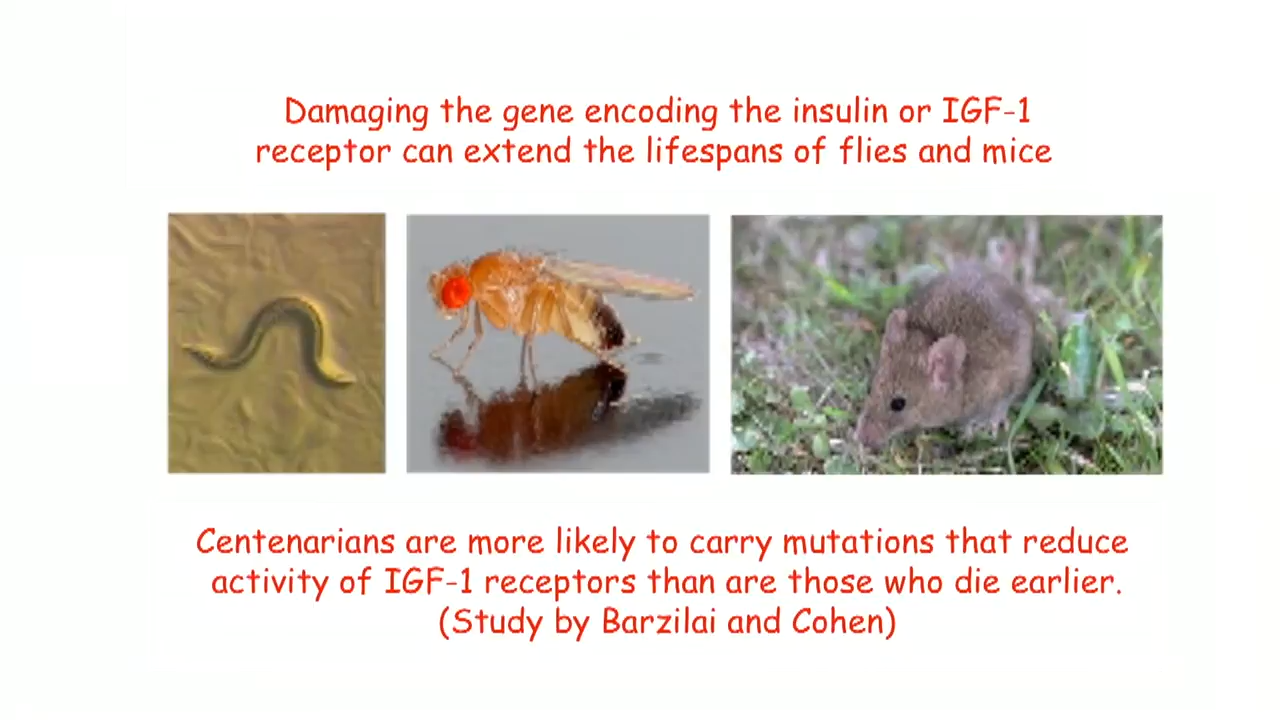 Damaging the gene encoding the insulin or IGF-1
receptor can extend the lifespans of flies and mice
Centenarians are more likely to carry mutations that reduce
activity of IGF-1 receptors than are those who die earlier.
(Study by Barzilai and Cohen)